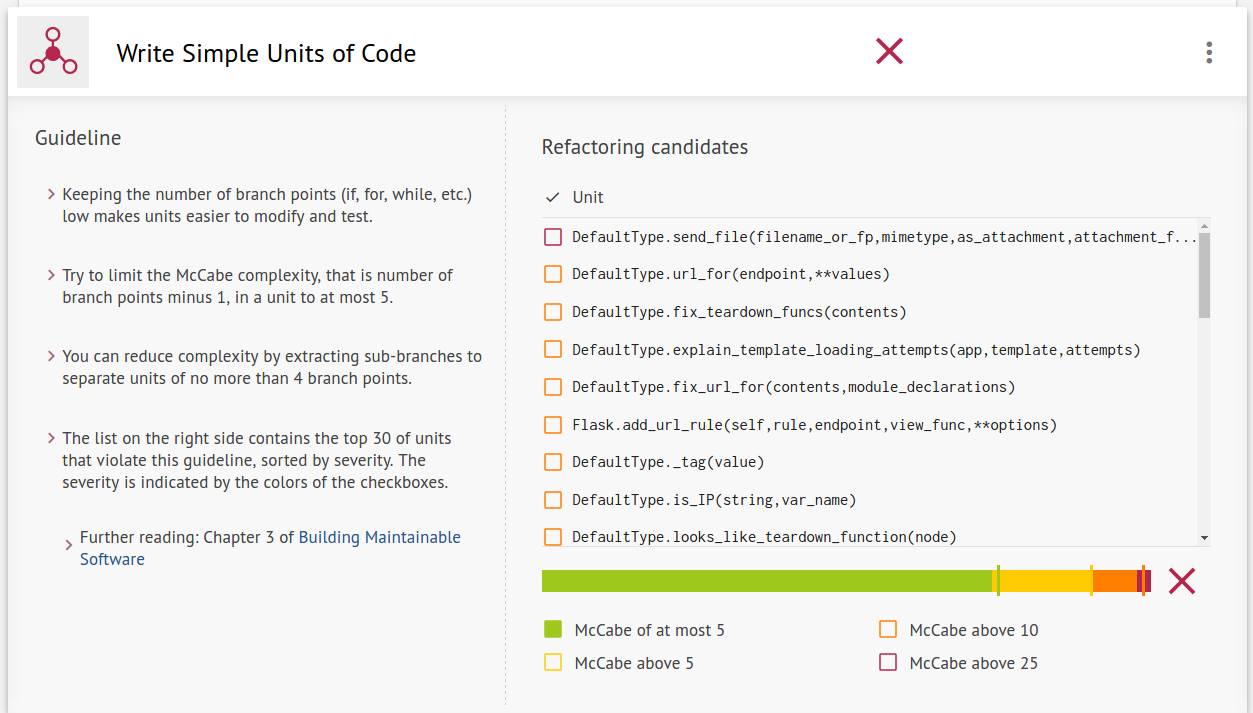 Write Simple Units of Code
Guideline
Keeping the number of branch points (if, for, while, etc.)
low makes units easier to modify and test.
Try to limit the McCabe complexity, that is number of
branch points minus 1, in a unit to at most 5.
You can reduce complexity by extracting sub-branches to
separate units of no more than 4 branch points.
The list on the right side contains the top 30 of units
that violate this guideline, sorted by severity. The
severity is indicated by the colors of the checkboxes.
Further reading: Chapter 3 of Building Maintainable
Software
Refactoring candidates
Unit
DefaultType.send_file(filename_or_fp,mimetype,as_attachment,attachment_f...
DefaultType.url_for(endpoint,**values)
DefaultType.fix_teardown_funcs(contents)
DefaultType.explain_template_loading_attempts(app,template,attempts)
DefaultType.fix_url_for(contents,module_declarations)
Flask.add_url_rule(self,rule,endpoint,view_func,**options)
DefaultType._tag(value)
DefaultType.is_IP(string,var_name)
DefaultType.looks_like_teardown_function(node)
McCabe of at most 5
McCabe above 10
McCabe above 5
McCabe above 25